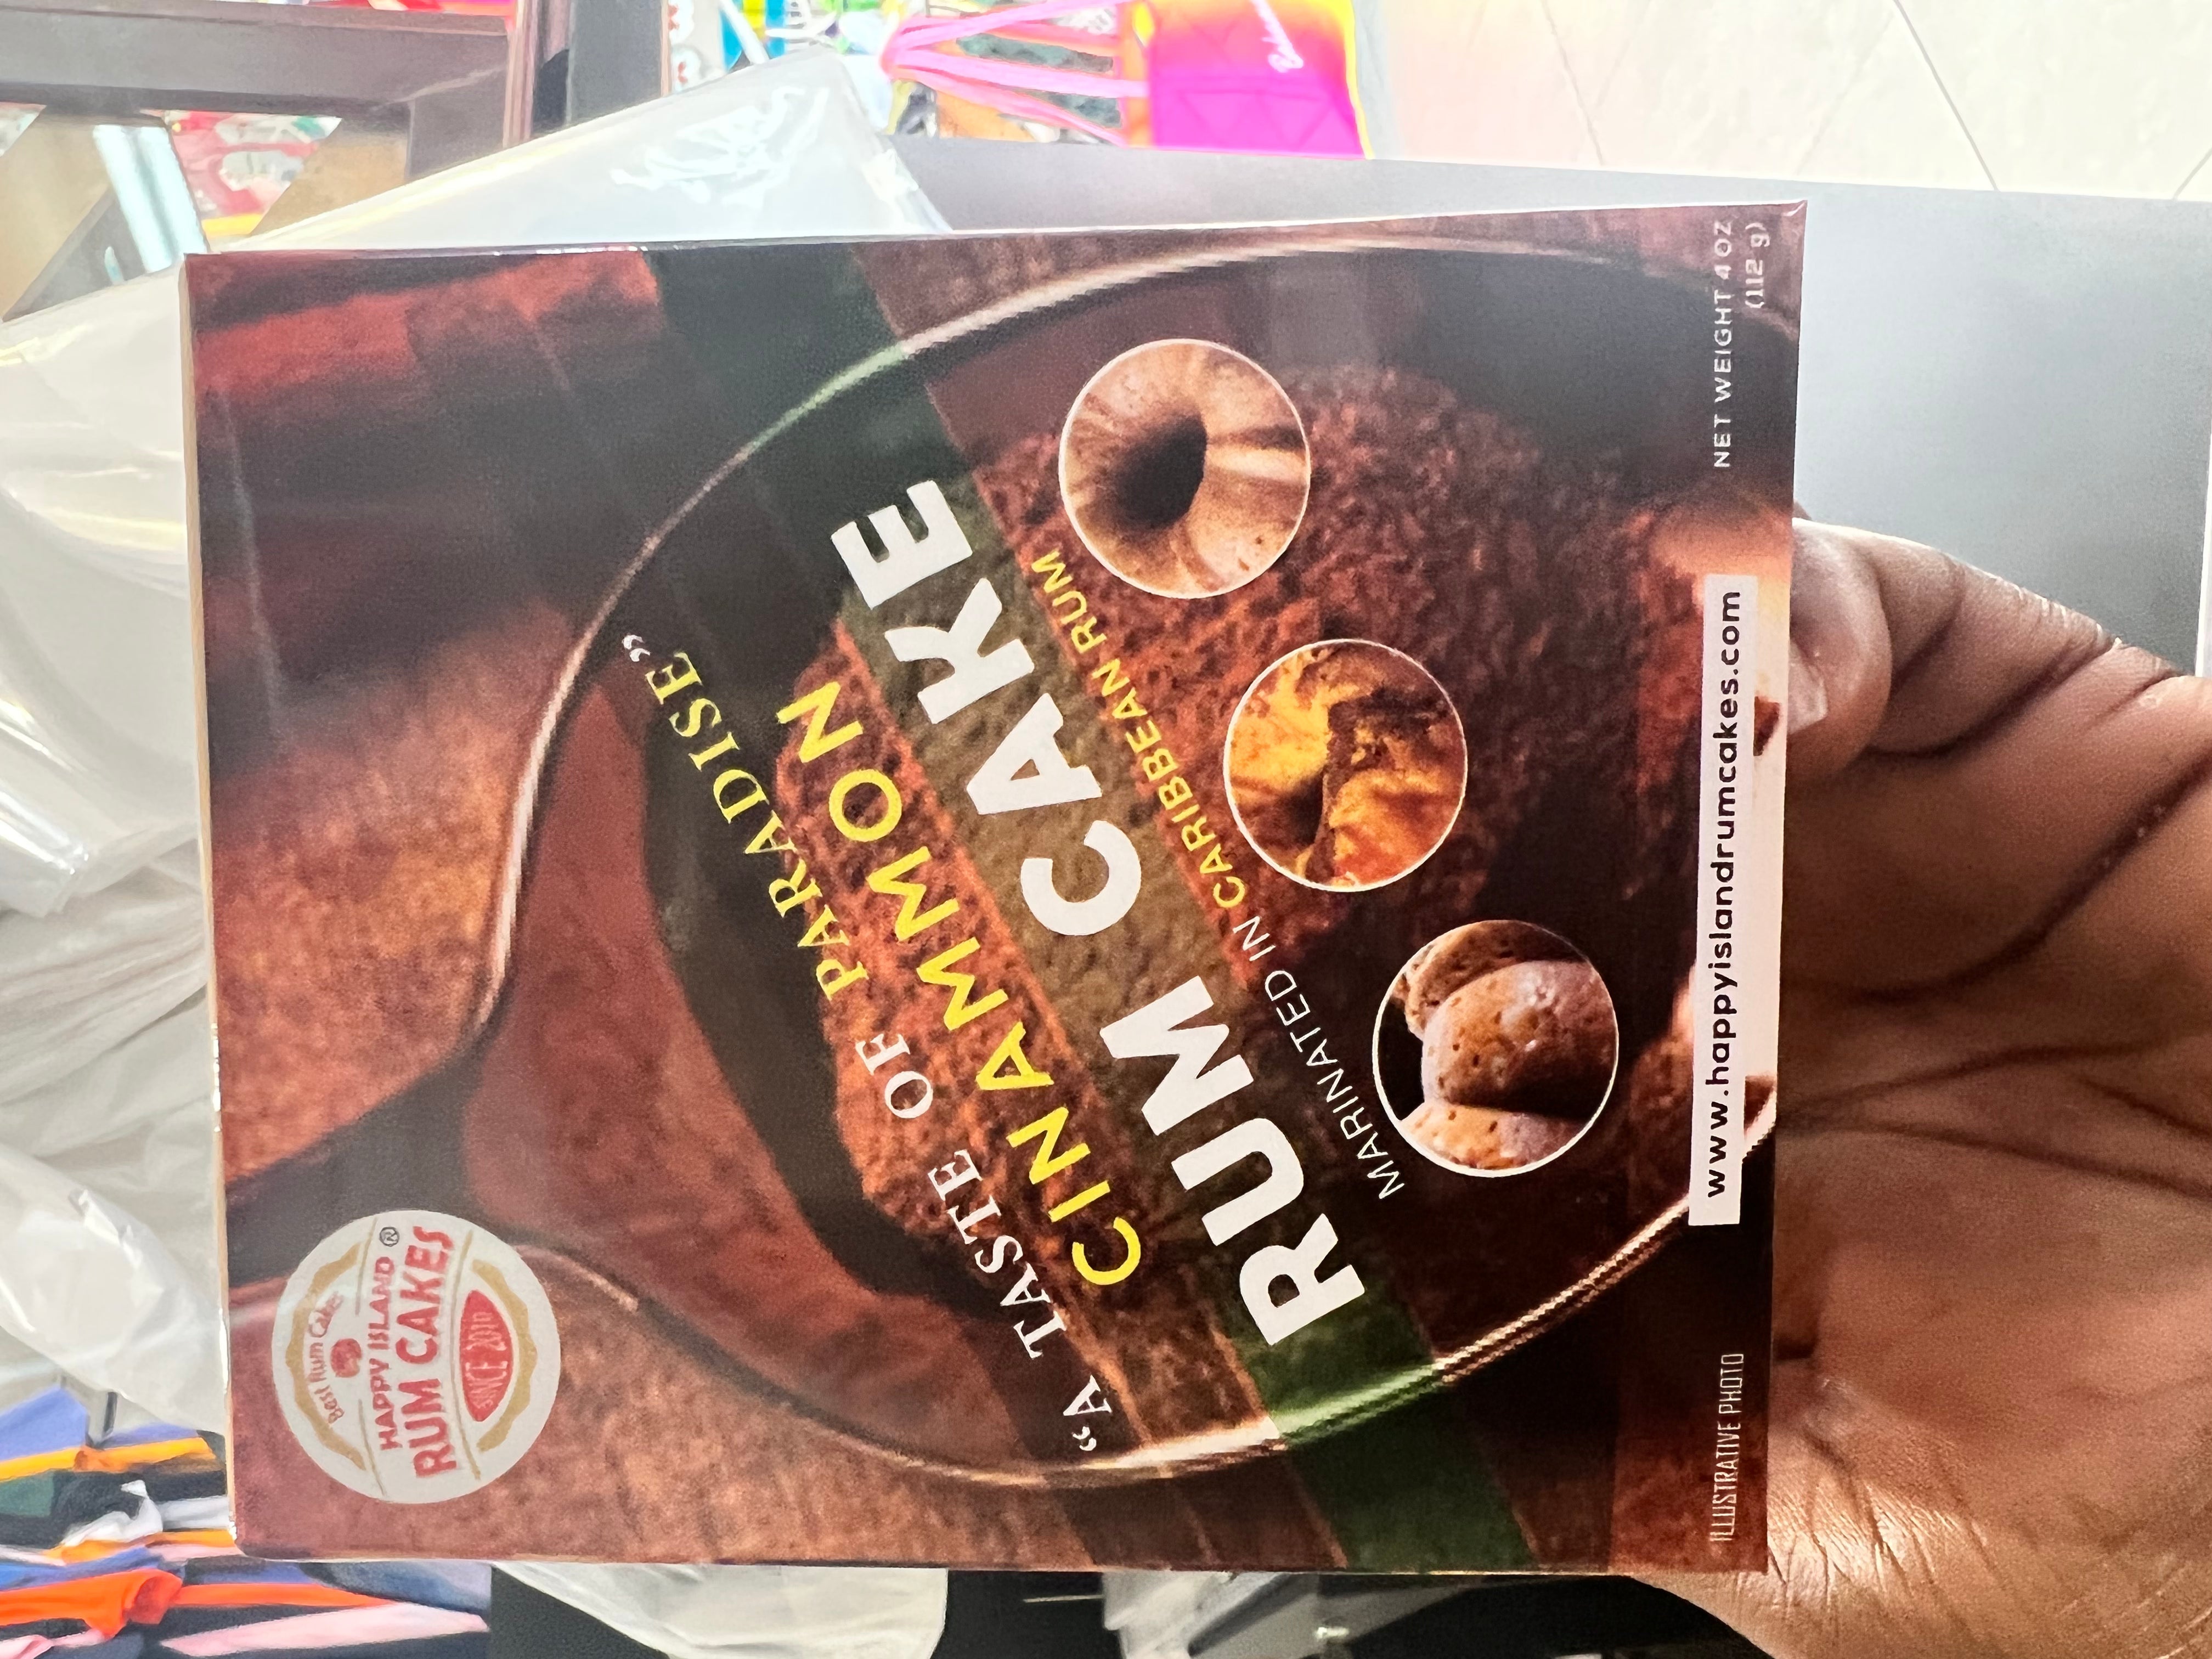 Best Rum Cakes
HAPPY ISLAND ®
RUM CAKES
SINCE 2010
“A TASTE OF PARADISE”
CINAMMON
RUM CAKE
MARINATED IN CARIBBEAN RUM
ILLUSTRATIVE PHOTO
www.happyislandrumcakes.com
NET WEIGHT 4 OZ
(112 g)